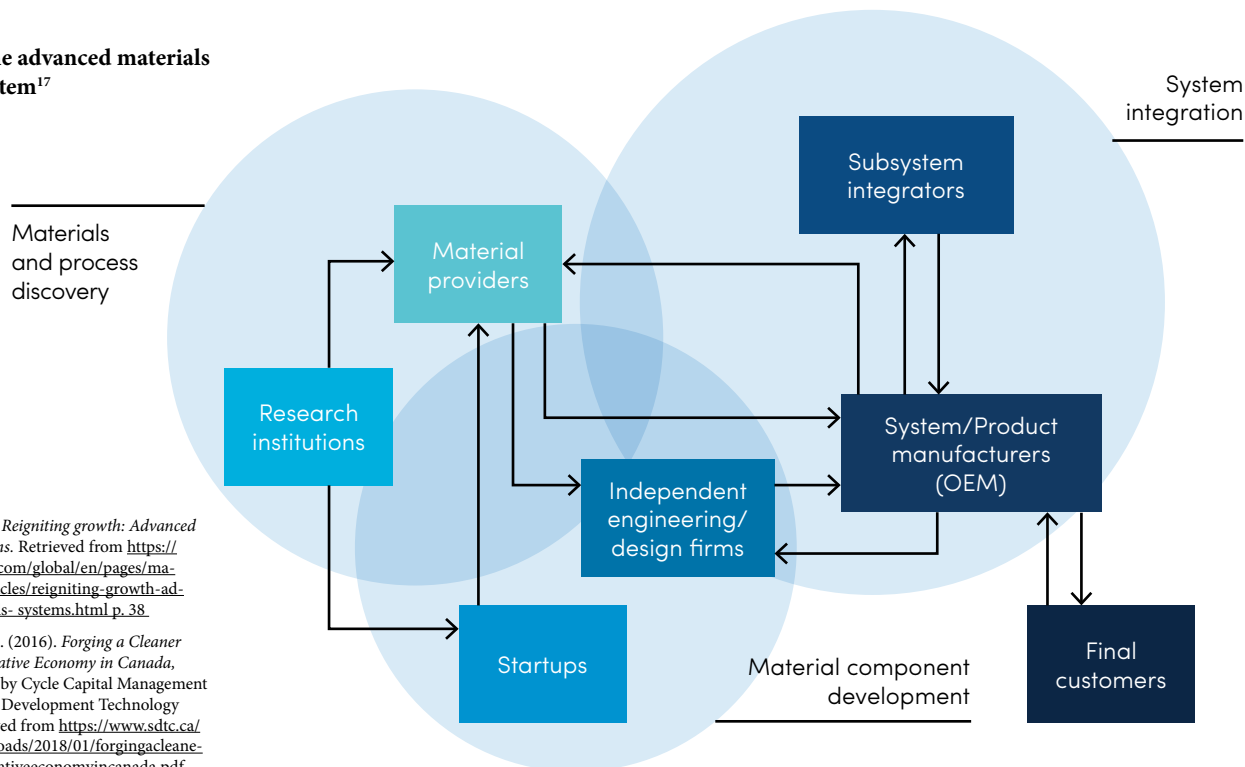 e advanced materials
tem17
System
integration
Subsystem
integrators
Materials
and process
discovery
Material
providers
Research
institutions
System/Product
manufacturers
(OEM)
Independent
engineering/
design firms
Startups
Material component
development
Final
customers
Reigniting growth: Advanced
ns. Retrieved from https://
com/global/en/pages/ma-
cles/reigniting-growth-ad-
s- systems.html p. 38
. (2016). Forging a Cleaner
ative Economy in Canada,
by Cycle Capital Management
Development Technology
ed from https://www.sdtc.ca/
oads/2018/01/forgingacleane-
ativeeconomyincanada.pdf